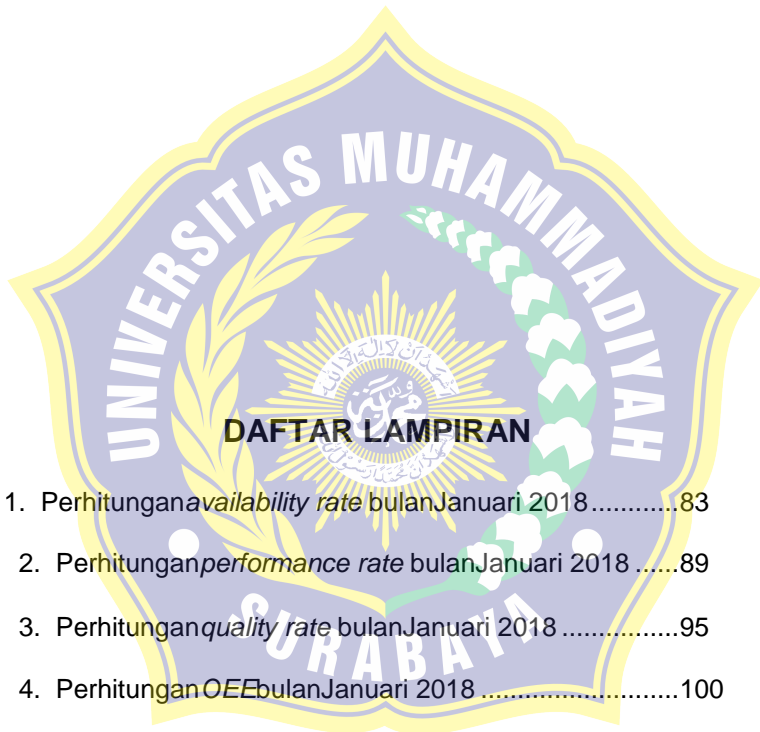 UNIVERSITAS MUHAMMADIYAH
DAFTAR LAMPIRAN
1. Perhitunganavailability rate bulanJanuari 2018............83
2. Perhitunganperformance rate bulanJanuari 2018 ......89
3. Perhitunganquality rate bulanJanuari 2018 ................95
4. PerhitunganOEEbulanJanuari 2018 ..........................100
SURABAYA